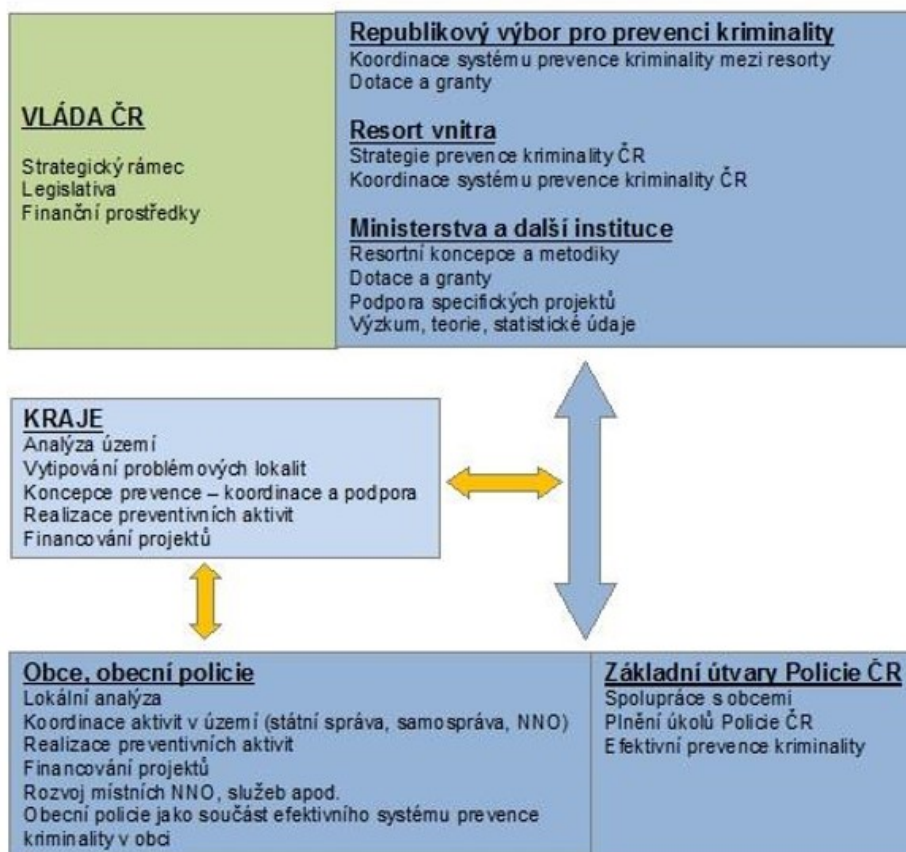 VLÁDA ČR
Strategický rámec
Legislativa
Finanční prostředky
Republikový výbor pro prevenci kriminality
Koordinace systému prevence kriminality mezi resorty
Dotace a granty
Resort vnitra
Strategie prevence kriminality ČR
Koordinace systému prevence kriminality ČR
Ministerstva a další instituce
Resortní koncepce a metodiky
Dotace a granty
Podpora specifických projektů
Výzkum, teorie, statistické údaje
KRAJE
Analýza území
Vytipování problémových lokalit
Koncepce prevence – koordinace a podpora
Realizace preventivních aktivit
Financování projektů
Obce, obecní policie
Lokální analýza
Koordinace aktivit v území (státní správa, samospráva, NNO)
Realizace preventivních aktivit
Financování projektů
Rozvoj místních NNO, služeb apod.
Obecní policie jako součást efektivního systému prevence
kriminality v obci
Základní útvary Policie ČR
Spolupráce s obcemi
Plnění úkolů Policie ČR
Efektivní prevence kriminality